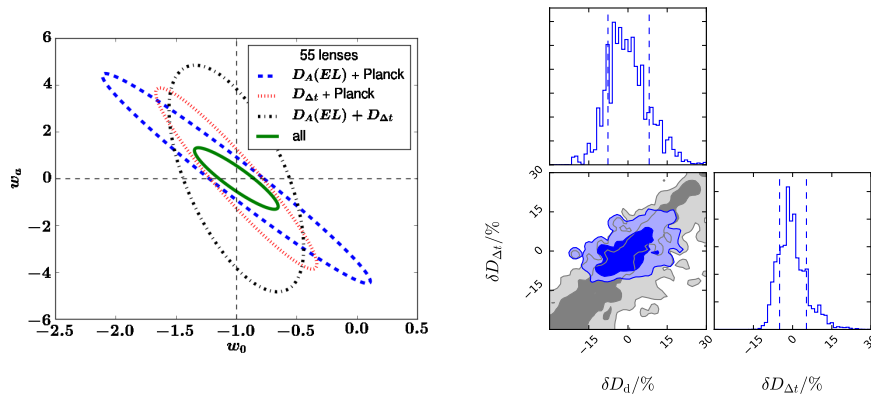 55 lenses
D_A(EL) + Planck
D_Δt + Planck
D_A(EL) + D_Δt
all
6
4
2
0
−2
−4
−6
w_a
−2.5 −2.0 −1.5 −1.0 −0.5 0.0 0.5
w_0
30
15
0
−15
δD_Δt/%
−15 0 15 30
δD_d/%
−15 0 15 30
δD_Δt/%